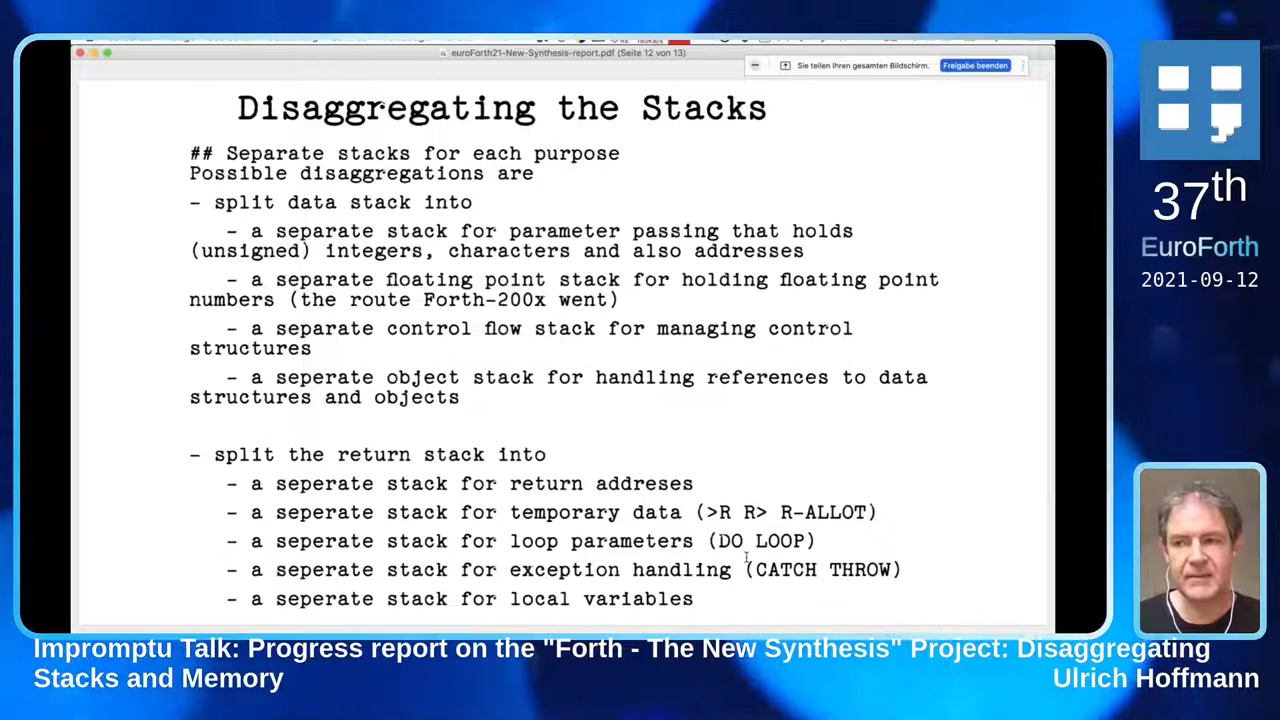 euroForth21-New-Synthesis-report.pdf (Seite 12 von 13)
Sie teilen Ihren gesamten Bildschirm.
Freigabe beenden
Disaggregating the Stacks
## Separate stacks for each purpose
Possible disaggregations are
- split data stack into
- a separate stack for parameter passing that holds
(unsigned) integers, characters and also addresses
- a separate floating point stack for holding floating point
numbers (the route Forth-200x went)
- a separate control flow stack for managing control
structures
- a seperate object stack for handling references to data
structures and objects
- split the return stack into
- a seperate stack for return addreses
- a seperate stack for temporary data (>R R> R-ALLOT)
- a seperate stack for loop parameters (DO LOOP)
- a seperate stack for exception handling (CATCH THROW)
- a seperate stack for local variables
37th
EuroForth
2021-09-12
Impromptu Talk: Progress report on the "Forth - The New Synthesis" Project: Disaggregating
Stacks and Memory
Ulrich Hoffmann